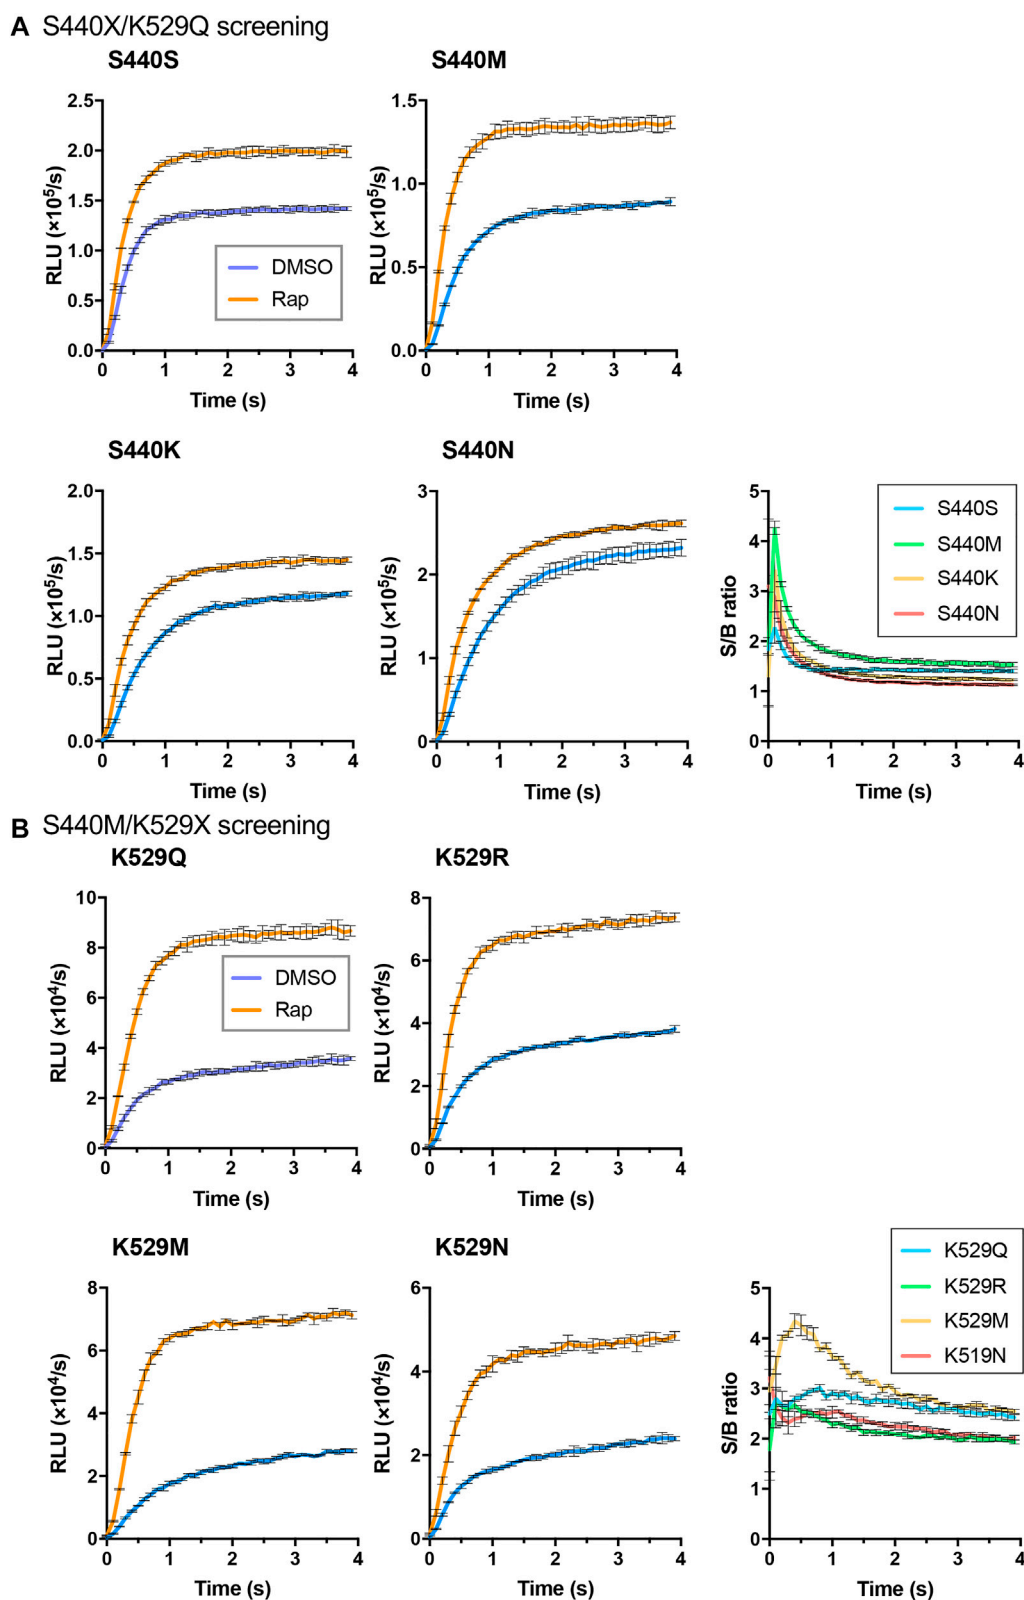 A S440X/K529Q screening
S440S
S440M
RLU (×10⁵/s)
2.5
2.0
1.5
1.0
0.5
0.0
DMSO
Rap
0 1 2 3 4
Time (s)
RLU (×10⁵/s)
1.5
1.0
0.5
0.0
0 1 2 3 4
Time (s)
S440K
S440N
RLU (×10⁵/s)
2.0
1.5
1.0
0.5
0.0
0 1 2 3 4
Time (s)
RLU (×10⁵/s)
3
2
1
0
0 1 2 3 4
Time (s)
S/B ratio
5
4
3
2
1
0
S440S
S440M
S440K
S440N
0 1 2 3 4
Time (s)
B S440M/K529X screening
K529Q
K529R
RLU (×10⁴/s)
10
8
6
4
2
0
DMSO
Rap
0 1 2 3 4
Time (s)
RLU (×10⁴/s)
8
6
4
2
0
0 1 2 3 4
Time (s)
K529M
K529N
RLU (×10⁴/s)
8
6
4
2
0
0 1 2 3 4
Time (s)
RLU (×10⁴/s)
6
4
2
0
0 1 2 3 4
Time (s)
K529Q
K529R
K529M
K519N
S/B ratio
5
4
3
2
1
0
0 1 2 3 4
Time (s)